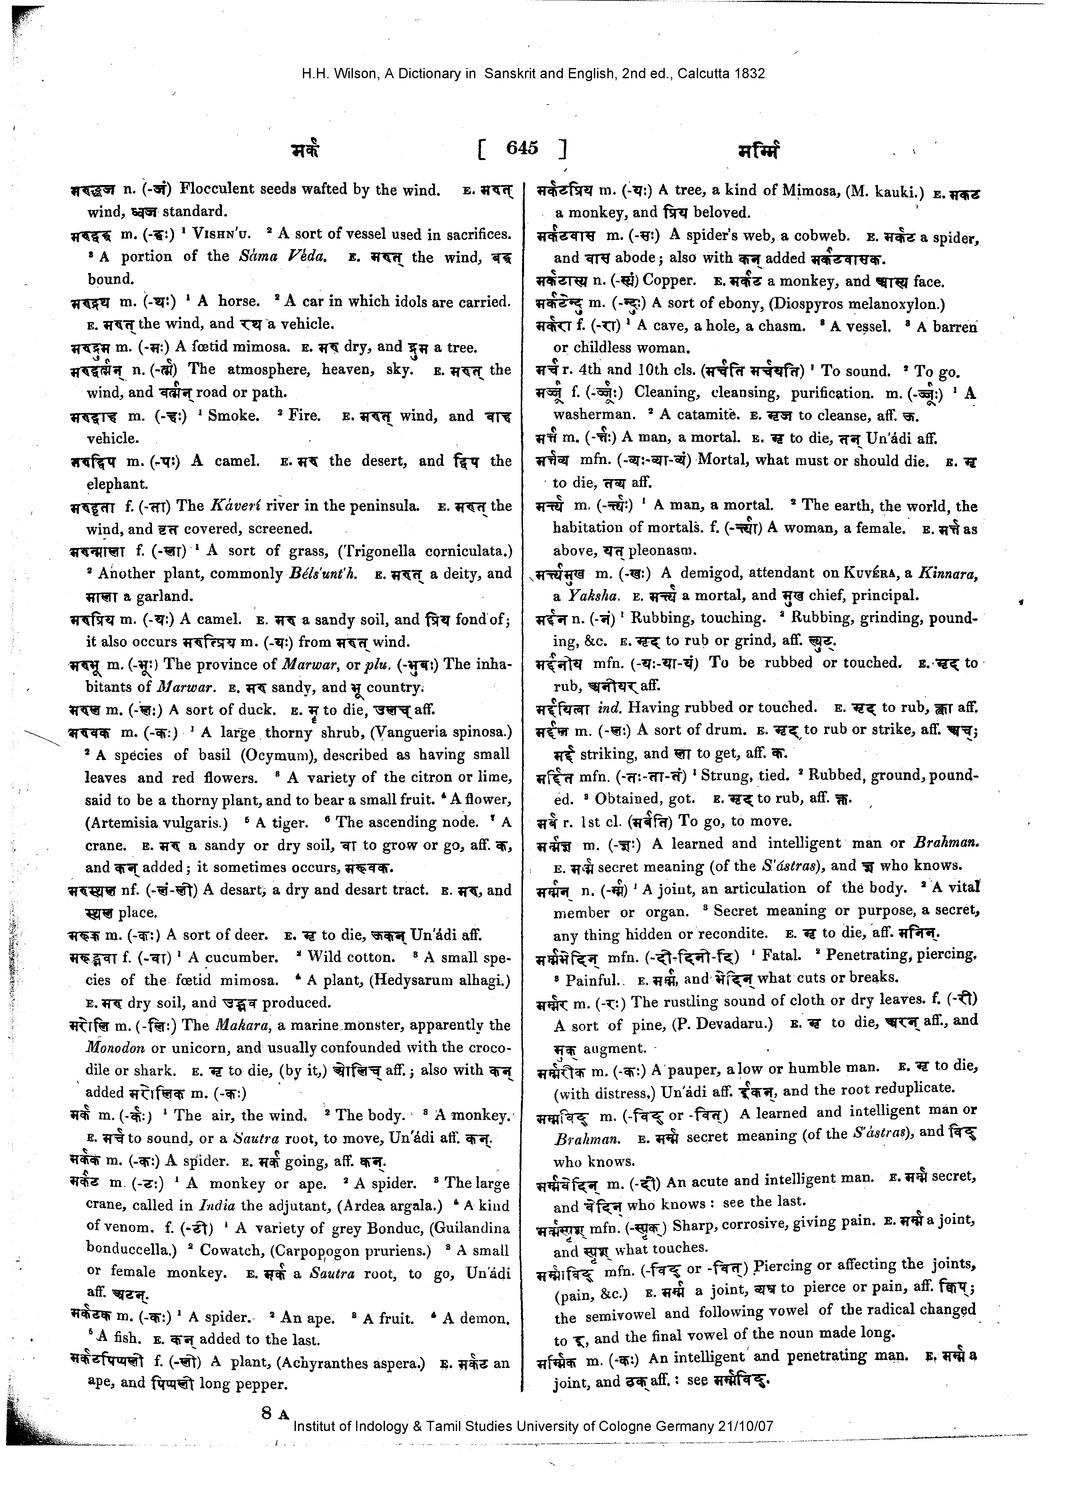 H.H. Wilson, A Dictionary in Sanskrit and English, 2nd ed., Calcutta 1832
मर्क
[ 645 ]
मर्म्मि
मरुद्ध्वज n. (-जं) Flocculent seeds wafted by the wind. E. मरुत्
wind, ध्वज standard.
मरुद्बद्ध m. (-द्धः) ¹ VISHN'U. ² A sort of vessel used in sacrifices.
³ A portion of the Sáma Véda. E. मरुत् the wind, बद्ध
bound.
मरुद्रथ m. (-थः) ¹ A horse. ² A car in which idols are carried.
E. मरुत् the wind, and रथ a vehicle.
मरुद्रुम m. (-मः) A fœtid mimosa. E. मरु dry, and द्रुम a tree.
मरुद्वर्त्मन् n. (-र्त्म) The atmosphere, heaven, sky. E. मरुत् the
wind, and वर्त्मन् road or path.
मरुद्वाह m. (-हः) ¹ Smoke. ² Fire. E. मरुत् wind, and वाह
vehicle.
मरुद्विप m. (-पः) A camel. E. मरु the desert, and द्विप the
elephant.
मरुद्वृता f. (-ता) The Káverí river in the peninsula. E. मरुत् the
wind, and वृत covered, screened.
मरुन्माला f. (-ला) ¹ A sort of grass, (Trigonella corniculata.)
² Another plant, commonly Béls'unt'h. E. मरुत् a deity, and
माला a garland.
मरुप्रिय m. (-यः) A camel. E. मरु a sandy soil, and प्रिय fond of;
it also occurs मरुत्प्रिय m. (-यः) from मरुत् wind.
मरुभू m. (-भूः) The province of Marwar, or plu. (-भुवः) The inha-
bitants of Marwar. E. मरु sandy, and भू country.
मरुल m. (-लः) A sort of duck. E. मृ to die, उलच् aff.
मरुवक m. (-कः) ¹ A large thorny shrub, (Vangueria spinosa.)
² A species of basil (Ocymum), described as having small
leaves and red flowers. ³ A variety of the citron or lime,
said to be a thorny plant, and to bear a small fruit. ⁴ A flower,
(Artemisia vulgaris.) ⁵ A tiger. ⁶ The ascending node. ⁷ A
crane. E. मरु a sandy or dry soil, वा to grow or go, aff. क,
and कन् added; it sometimes occurs, मरूवक.
मरुस्थल nf. (-लं-ली) A desart; a dry and desart tract. E. मरु, and
स्थल place.
मरूक m. (-कः) A sort of deer. E. मृ to die, ऊकन् Un'ádi aff.
मरूद्भवा f. (-वा) ¹ A cucumber. ² Wild cotton. ³ A small spe-
cies of the fœtid mimosa. ⁴ A plant, (Hedysarum alhagi.)
E. मरु dry soil, and उद्भव produced.
मरोलि m. (-लिः) The Makara, a marine monster, apparently the
Monodon or unicorn, and usually confounded with the croco-
dile or shark. E. मृ to die, (by it,) ओलिच् aff.; also with कन्
added मरोलिक m. (-कः)
मर्क m. (-र्कः) ¹ The air, the wind. ² The body. ³ A monkey.
E. मर्च to sound, or a Sautra root, to move, Un'ádi aff. कन्.
मर्कक m. (-कः) A spider. E. मर्क going, aff. कन्.
मर्कट m. (-टः) ¹ A monkey or ape. ² A spider. ³ The large
crane, called in India the adjutant, (Ardea argala.) ⁴ A kind
of venom. f. (-टी) ¹ A variety of grey Bonduc, (Guilandina
bonduccella.) ² Cowatch, (Carpopogon pruriens.) ³ A small
or female monkey. E. मर्क a Sautra root, to go, Un'ádi
aff. अटन्.
मर्कटक m. (-कः) ¹ A spider. ² An ape. ³ A fruit. ⁴ A demon.
⁵ A fish. E. कन् added to the last.
मर्कटपिप्पली f. (-ली) A plant, (Achyranthes aspera.) E. मर्कट an
ape, and पिप्पली long pepper.
मर्कटप्रिय m. (-यः) A tree, a kind of Mimosa, (M. kauki.) E. मकट
a monkey, and प्रिय beloved.
मर्कटवास m. (-सः) A spider's web, a cobweb. E. मर्कट a spider,
and वास abode; also with कन् added मर्कटवासक.
मर्कटास्य n. (-स्यं) Copper. E. मर्कट a monkey, and आस्य face.
मर्कटेन्दु m. (-न्दुः) A sort of ebony, (Diospyros melanoxylon.)
मर्करा f. (-रा) ¹ A cave, a hole, a chasm. ² A vessel. ³ A barren
or childless woman.
मर्च r. 4th and 10th cls. (मर्चति मर्चयति) ¹ To sound. ² To go.
मर्ज्जू f. (-र्ज्जूः) Cleaning, cleansing, purification. m. (-र्ज्जूः) ¹ A
washerman. ² A catamite. E. मृज to cleanse, aff. ऊ.
मर्त्त m. (-र्त्तः) A man, a mortal. E. मृ to die, तन् Un'ádi aff.
मर्त्तव्य mfn. (-व्यः-व्या-व्यं) Mortal, what must or should die. E. मृ
to die, तव्य aff.
मर्त्त्य m. (-र्त्त्यः) ¹ A man, a mortal. ² The earth, the world, the
habitation of mortals. f. (-र्त्त्या) A woman, a female. E. मर्त्त as
above, यत् pleonasm.
मर्त्त्यमुख m. (-खः) A demigod, attendant on KUVÉRA, a Kinnara,
a Yaksha. E. मर्त्त्य a mortal, and मुख chief, principal.
मर्द्दन n. (-नं) ¹ Rubbing, touching. ² Rubbing, grinding, pound-
ing, &c. E. मृद् to rub or grind, aff. ल्युट्.
मर्द्दनीय mfn. (-यः-या-यं) To be rubbed or touched. E. मृद् to
rub, अनीयर् aff.
मर्द्दयित्वा ind. Having rubbed or touched. E. मृद् to rub, क्त्वा aff.
मर्द्दल m. (-लः) A sort of drum. E. मृद् to rub or strike, aff. अच्;
मर्द्द striking, and ला to get, aff. क.
मर्द्दित mfn. (-तः-ता-तं) ¹ Strung, tied. ² Rubbed, ground, pound-
ed. ³ Obtained, got. E. मृद् to rub, aff. क्त.
मर्ब r. 1st cl. (मर्बति) To go, to move.
मर्म्मज्ञ m. (-ज्ञः) A learned and intelligent man or Brahman.
E. मर्म्म secret meaning (of the S'ástras), and ज्ञ who knows.
मर्म्मन् n. (-र्म्म) ¹ A joint, an articulation of the body. ² A vital
member or organ. ³ Secret meaning or purpose, a secret,
any thing hidden or recondite. E. मृ to die, aff. मनिन्.
मर्म्मभेदिन् mfn. (-दी-दिनी-दि) ¹ Fatal. ² Penetrating, piercing.
³ Painful. E. मर्म्म, and भेदिन् what cuts or breaks.
मर्म्मर m. (-रः) The rustling sound of cloth or dry leaves. f. (-री)
A sort of pine, (P. Devadaru.) E. मृ to die, अरन् aff., and
मुक् augment.
मर्म्मरीक m. (-कः) A pauper, a low or humble man. E. मृ to die,
(with distress,) Un'ádi aff. ईकन्, and the root reduplicate.
मर्म्मविद् m. (-विद् or -वित्) A learned and intelligent man or
Brahman. E. मर्म्म secret meaning (of the S'ástras), and विद्
who knows.
मर्म्मवेदिन् m. (-दी) An acute and intelligent man. E. मर्म्म secret,
and वेदिन् who knows: see the last.
मर्म्मस्पृश् mfn. (-स्पृक्) Sharp, corrosive, giving pain. E. मर्म्म a joint,
and स्पृश् what touches.
मर्म्माविद् mfn. (-विद् or -वित्) Piercing or affecting the joints,
(pain, &c.) E. मर्म्म a joint, व्यध to pierce or pain, aff. क्विप्;
the semivowel and following vowel of the radical changed
to इ, and the final vowel of the noun made long.
मर्म्मिक m. (-कः) An intelligent and penetrating man. E. मर्म्म a
joint, and ठक् aff.: see मर्म्मविद्.
8 A
Institut of Indology & Tamil Studies University of Cologne Germany 21/10/07